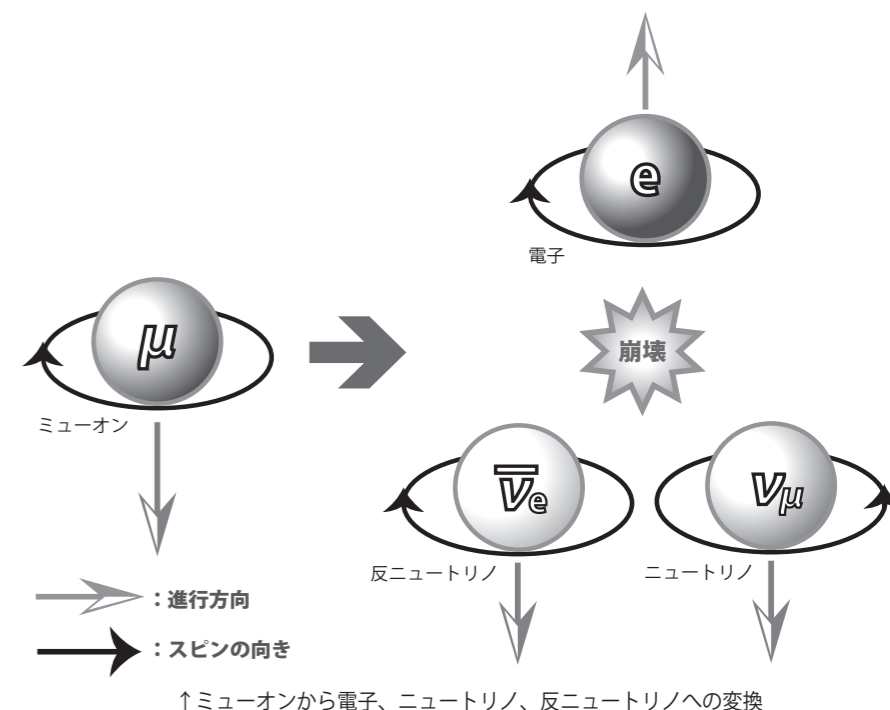 e
電子
μ
ミューオン
崩壊
ν̅e
反ニュートリノ
νμ
ニュートリノ
：進行方向
：スピンの向き
↑ミューオンから電子、ニュートリノ、反ニュートリノへの変換